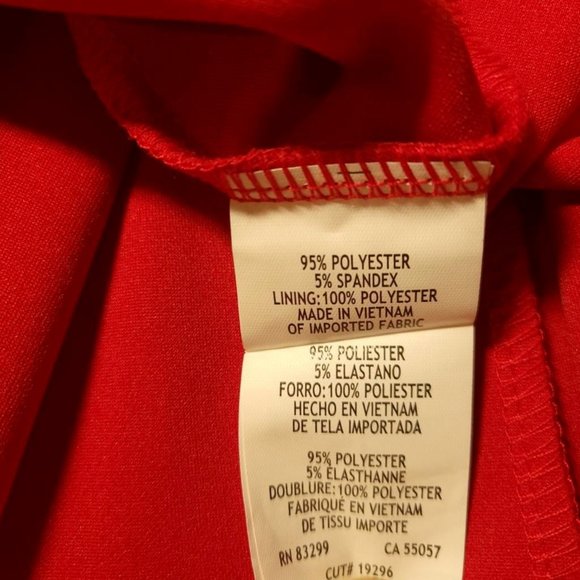 95% POLYESTER
5% SPANDEX
LINING:100% POLYESTER
MADE IN VIETNAM
OF IMPORTED FABRIC
95% POLIESTER
5% ELASTANO
FORRO:100% POLIESTER
HECHO EN VIETNAM
DE TELA IMPORTADA
95% POLYESTER
5% ELASTHANNE
DOUBLURE:100% POLYESTER
FABRIQUÉ EN VIETNAM
DE TISSU IMPORTE
RN 83299 CA 55057
CUT# 19296